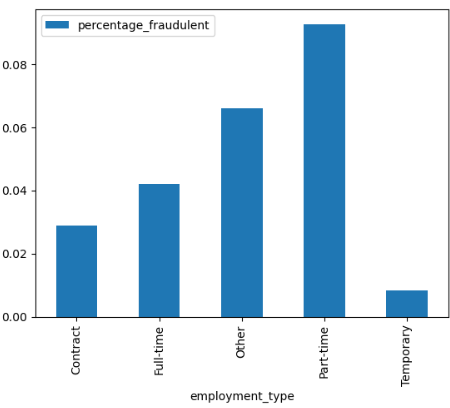 percentage_fraudulent
0.08
0.06
0.04
0.02
0.00
Contract
Full-time
Other
Part-time
Temporary
employment_type